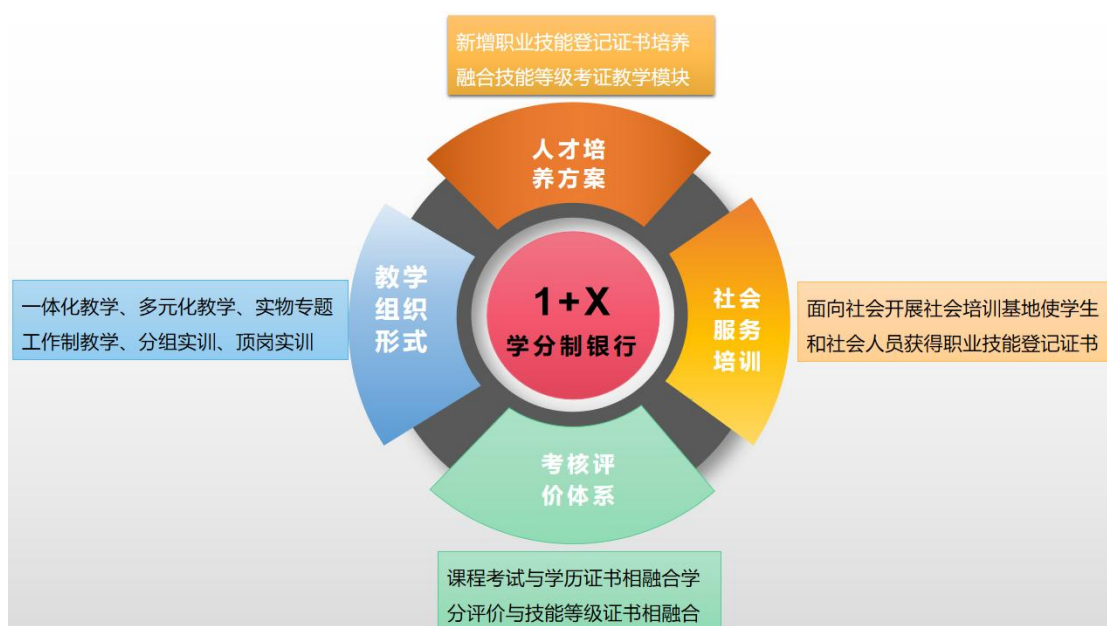 新增职业技能登记证书培养
融合技能等级考证教学模块
人才培
养方案
教学
组织
形式
一体化教学、多元化教学、实物专题
工作制教学、分组实训、顶岗实训
1+X
学分制银行
社会
服务
培训
面向社会开展社会培训基地使学生
和社会人员获得职业技能登记证书
考核评
价体系
课程考试与学历证书相融合学
分评价与技能等级证书相融合